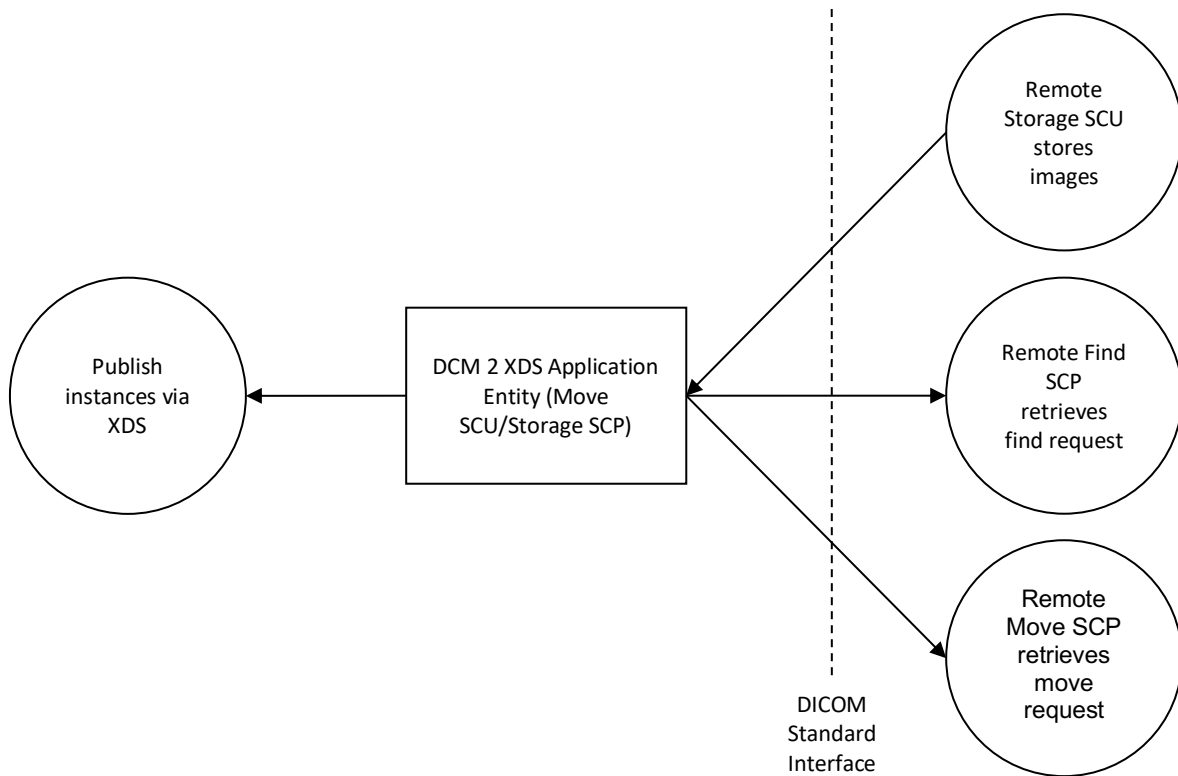 Remote
Storage SCU
stores
images
Publish
instances via
XDS
DCM 2 XDS Application
Entity (Move
SCU/Storage SCP)
Remote Find
SCP
retrieves
find request
Remote
Move SCP
retrieves
move
request
DICOM
Standard
Interface